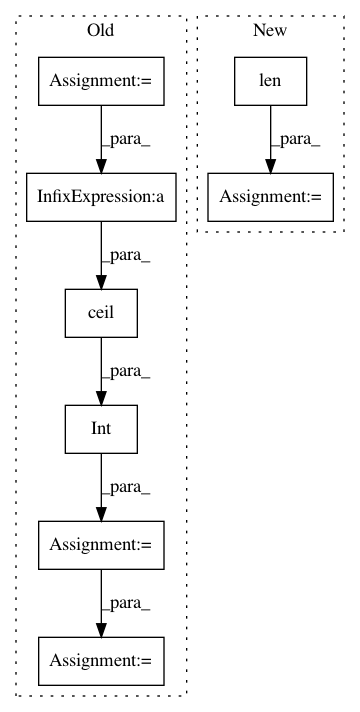 Old
Assignment:=
_para_
InfixExpression:a
_para_
ceil
_para_
Int
_para_
Assignment:=
_para_
Assignment:=
New
len
_para_
Assignment:=